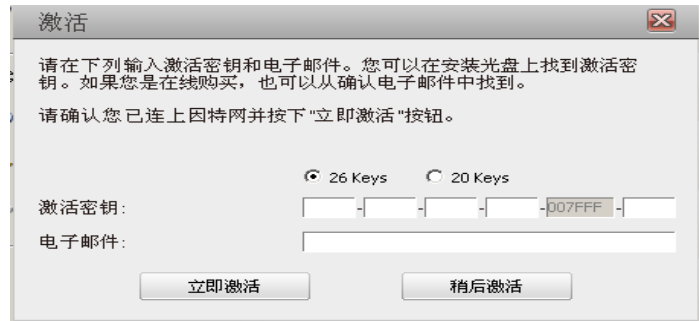 激活
请在下列输入激活密钥和电子邮件。您可以在安装光盘上找到激活密
钥。如果您是在线购买，也可以从确认电子邮件中找到。
请确认您已连上因特网并按下"立即激活"按钮。
26 Keys 20 Keys
激活密钥: - - - -007FFF -
电子邮件:
立即激活 稍后激活